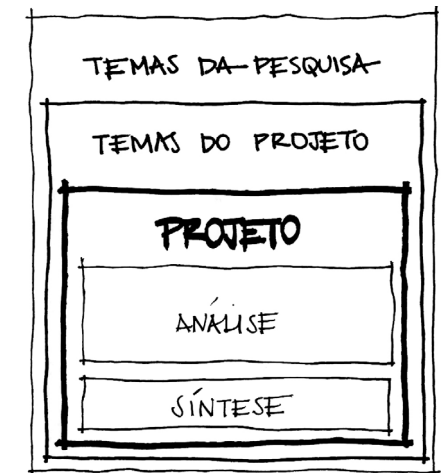 TEMAS DA PESQUISA
TEMAS DO PROJETO
PROJETO
ANÁLISE
SÍNTESE